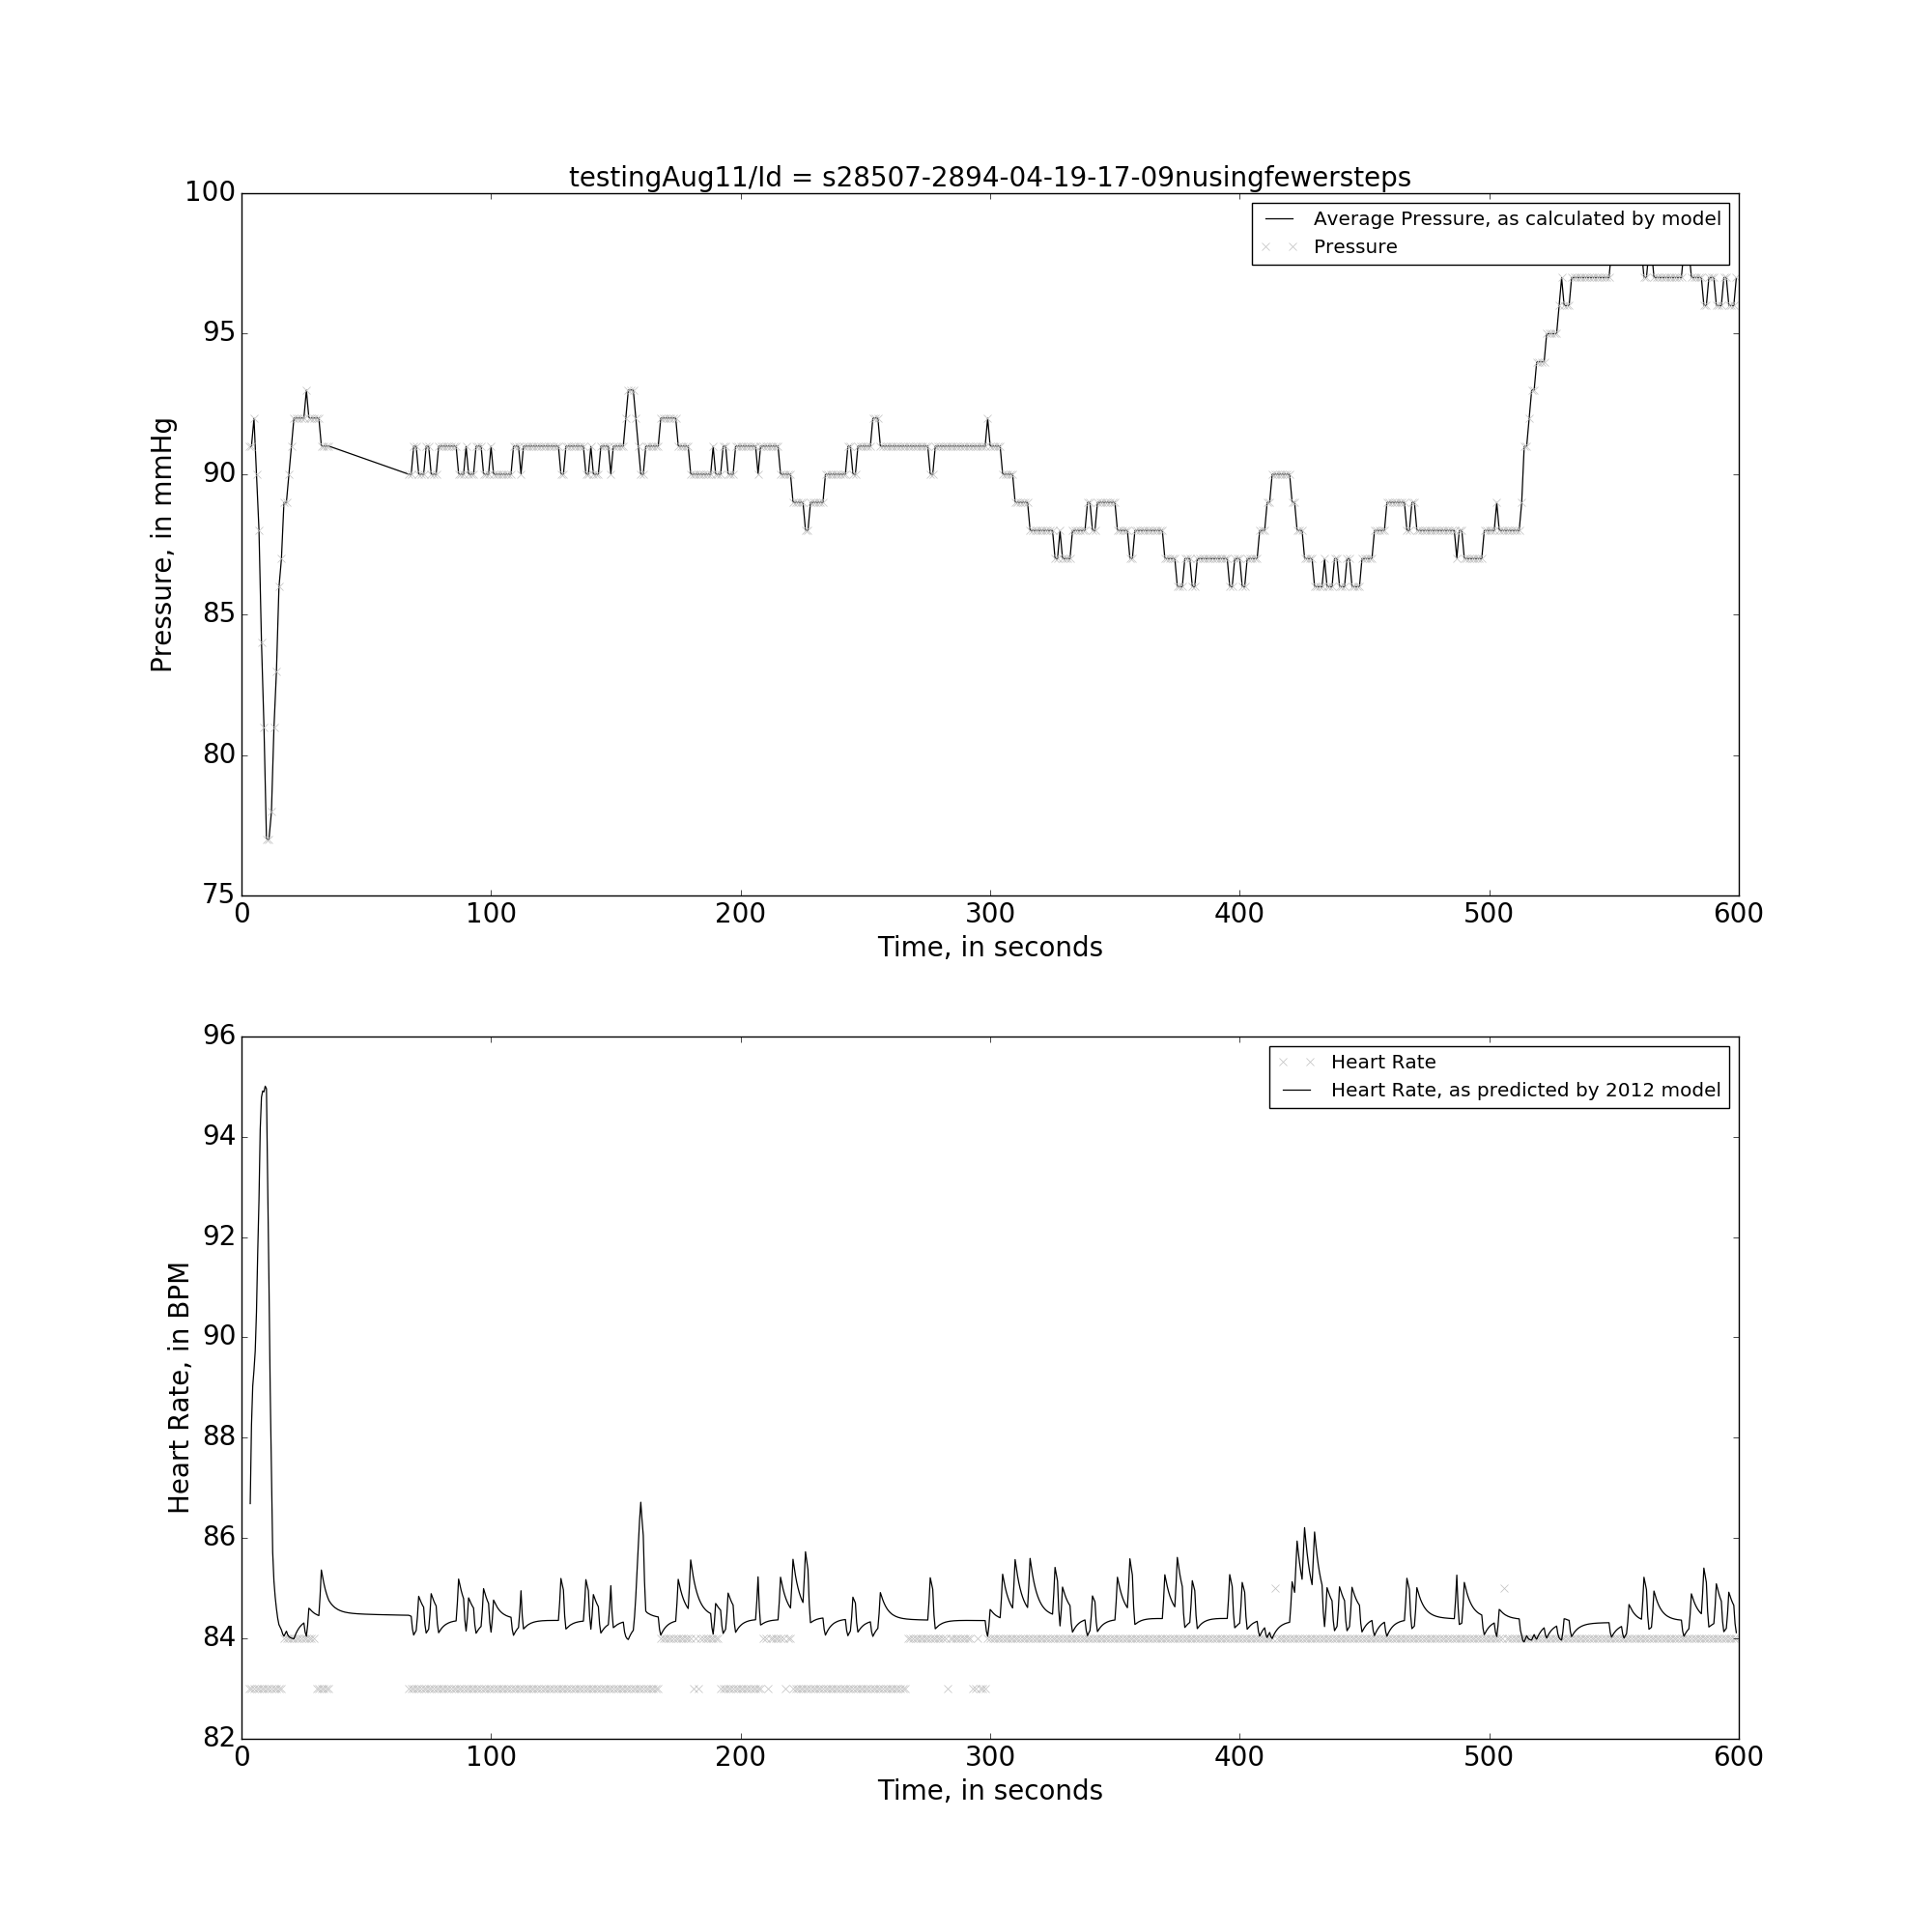 testingAug11/Id = s28507-2894-04-19-17-09nusingfewersteps
100
95
90
85
80
75
Pressure, in mmHg
Average Pressure, as calculated by model
Pressure
0 100 200 300 400 500 600
Time, in seconds
96
94
92
90
88
86
84
82
Heart Rate, in BPM
Heart Rate
Heart Rate, as predicted by 2012 model
0 100 200 300 400 500 600
Time, in seconds